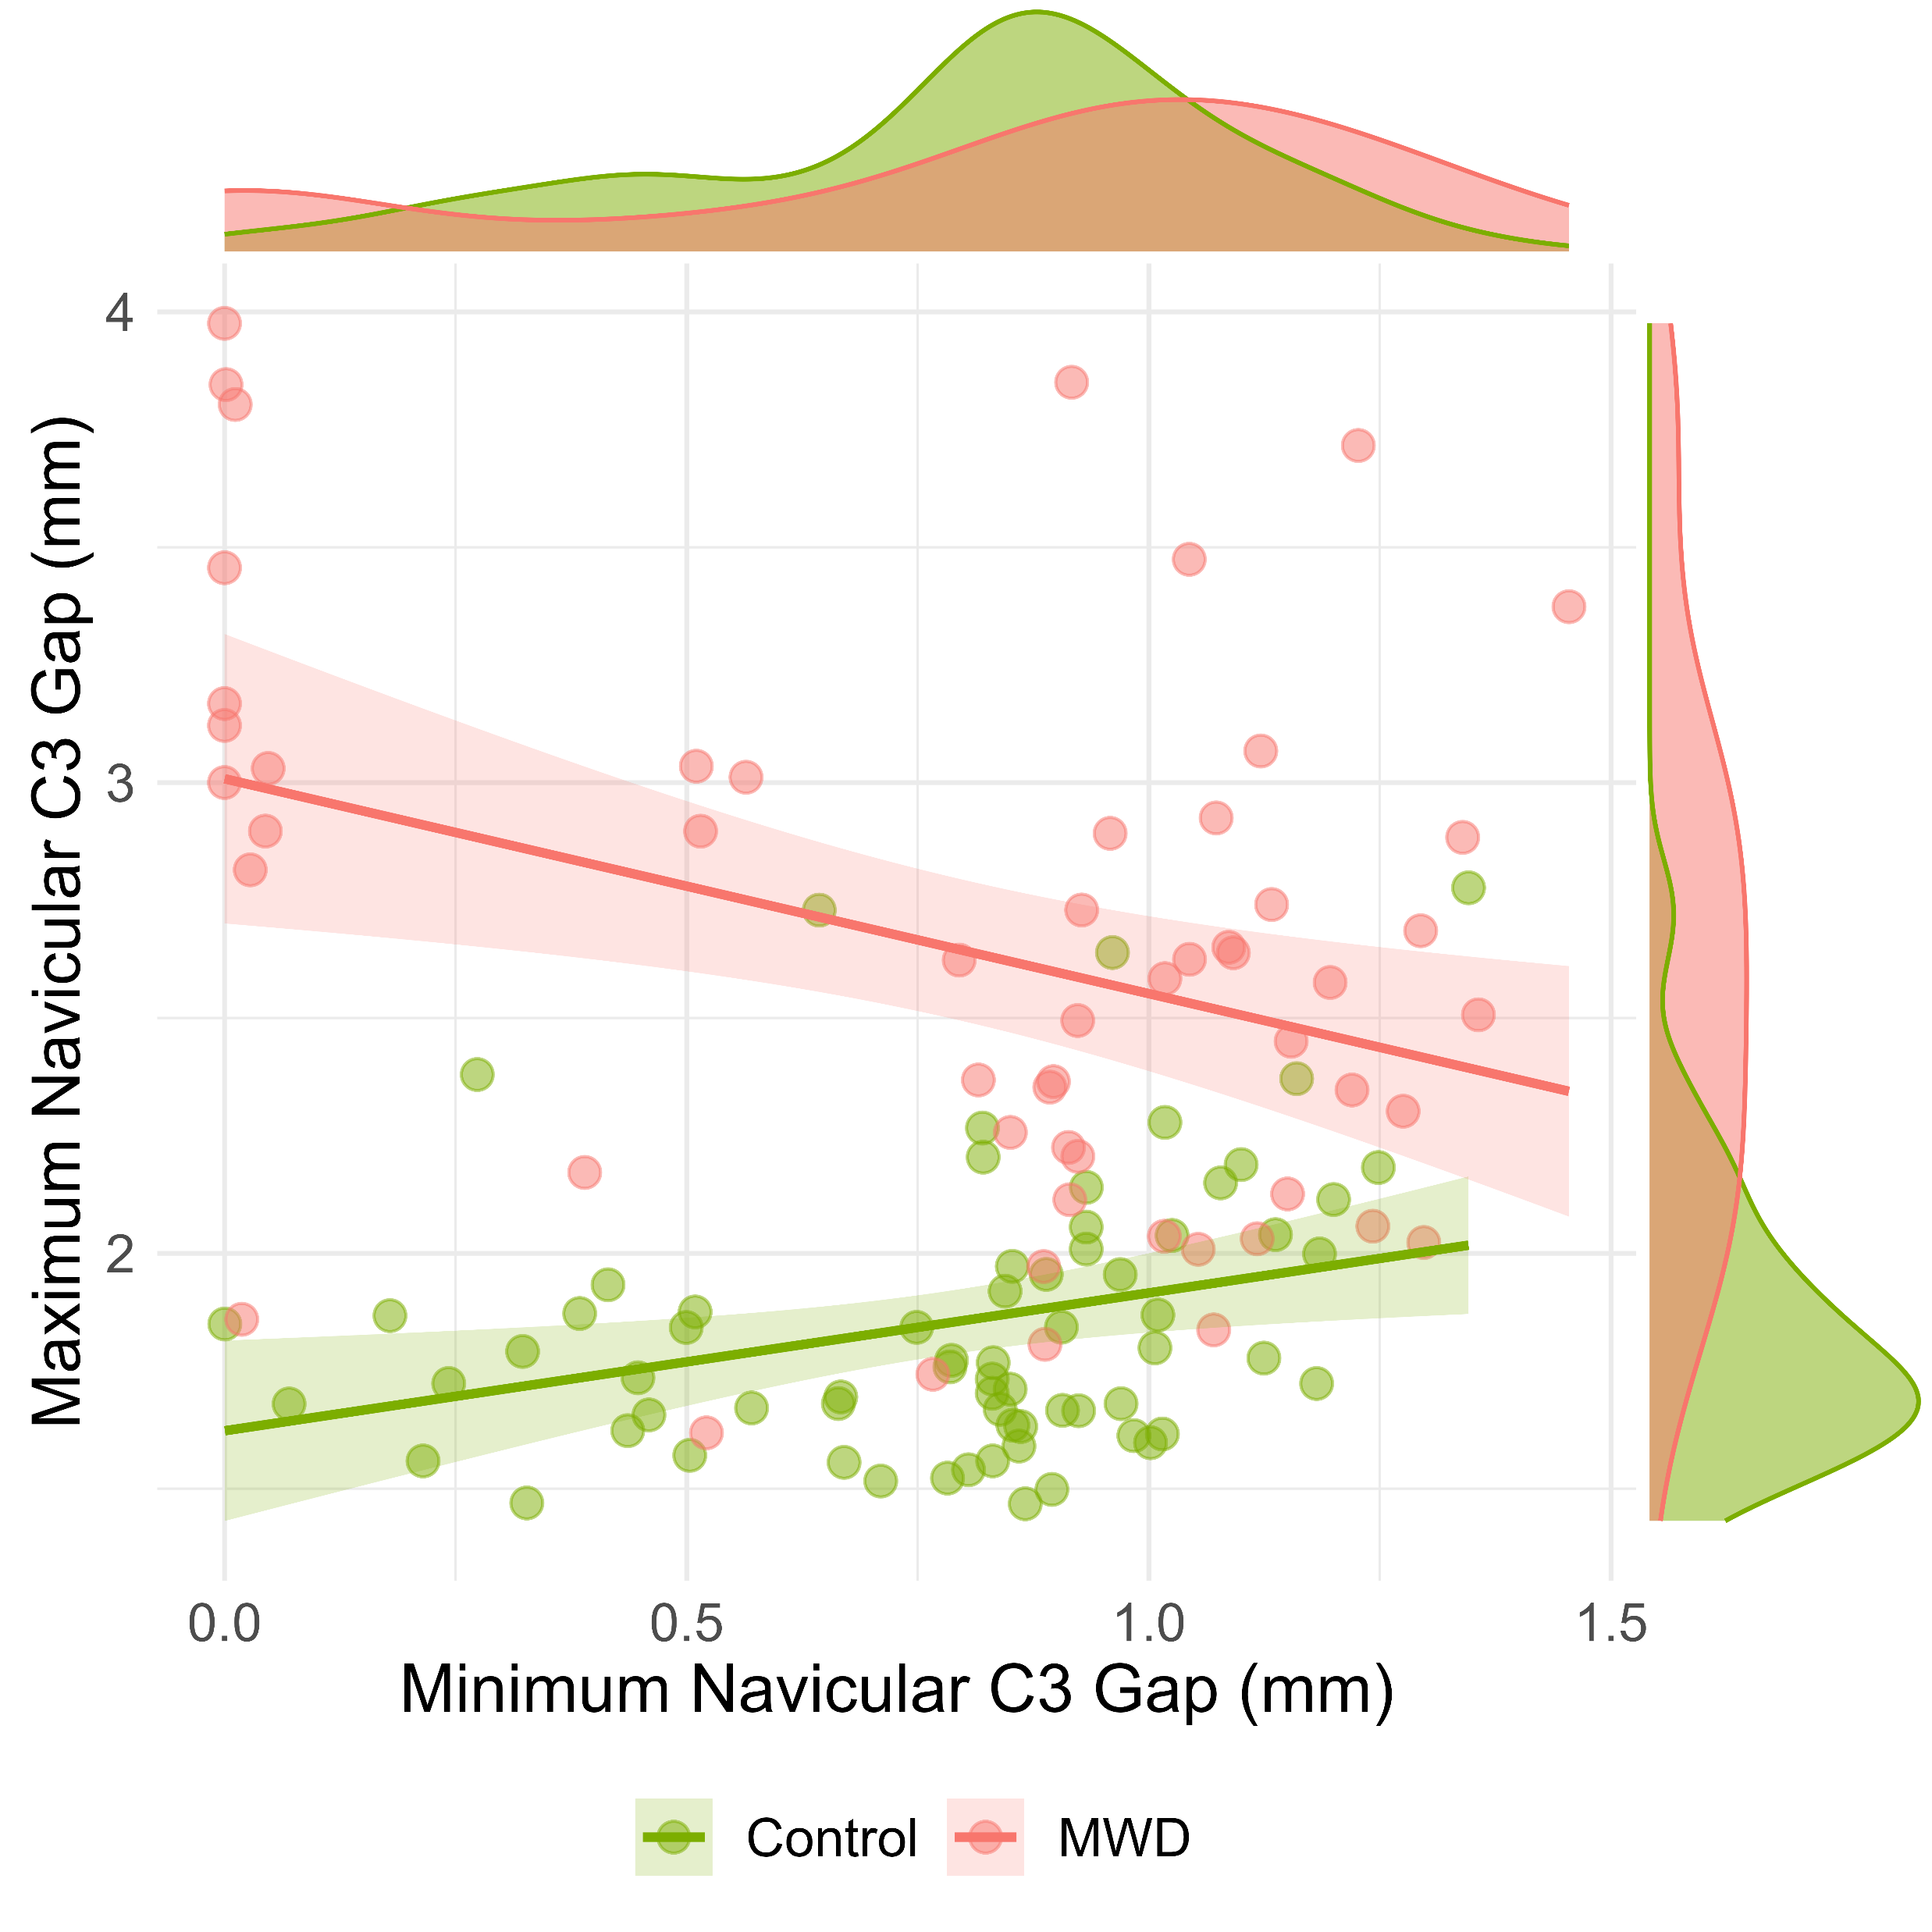 4
3
2
Maximum Navicular C3 Gap (mm)
0.0 0.5 1.0 1.5
Minimum Navicular C3 Gap (mm)
Control MWD